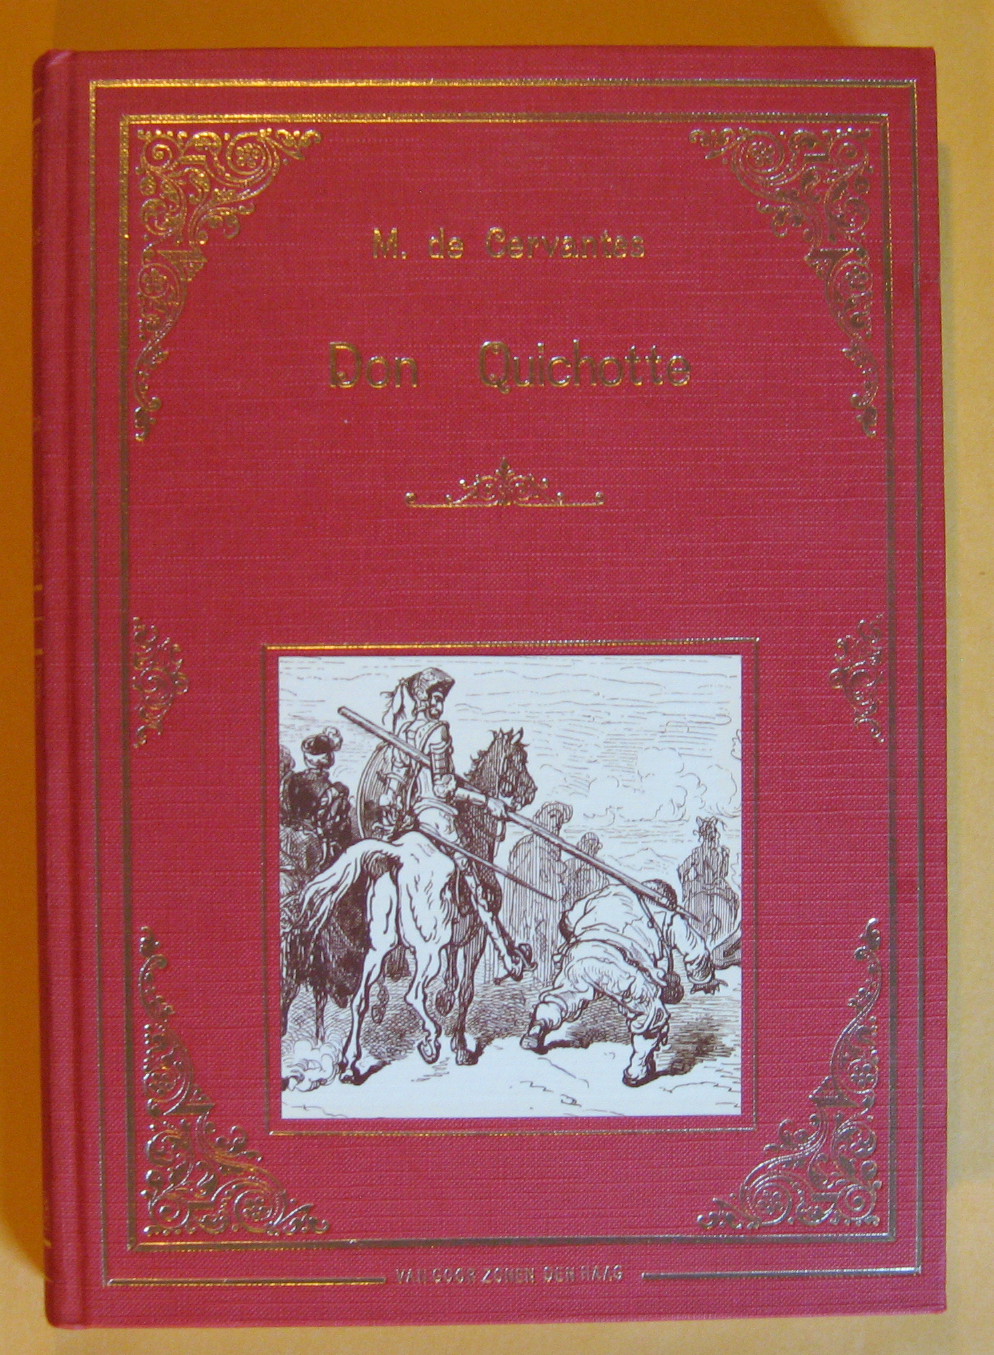 M. de Cervantes
Don Quichotte
VAN GOOR ZONEN DEN HAAG